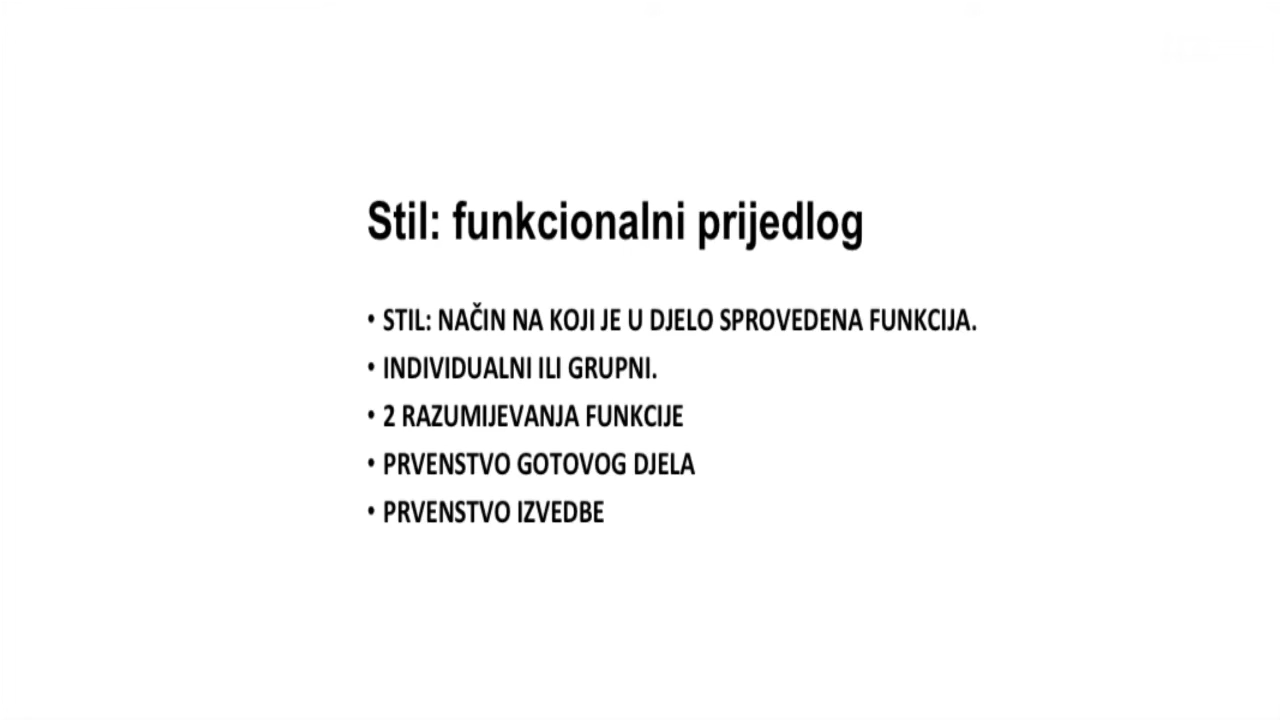 Stil: funkcionalni prijedlog
• STIL: NAČIN NA KOJI JE U DJELO SPROVEDENA FUNKCIJA.
• INDIVIDUALNI ILI GRUPNI.
• 2 RAZUMIJEVANJA FUNKCIJE
• PRVENSTVO GOTOVOG DJELA
• PRVENSTVO IZVEDBE